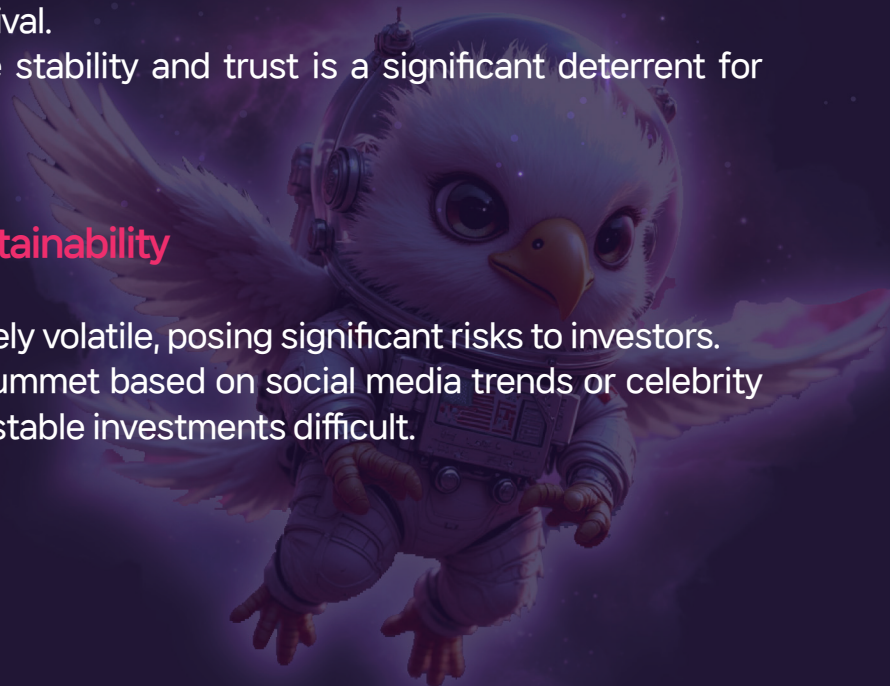 ival.
stability and trust is a significant deterrent for
tainability
ely volatile, posing significant risks to investors.
ummet based on social media trends or celebrity
stable investments difficult.